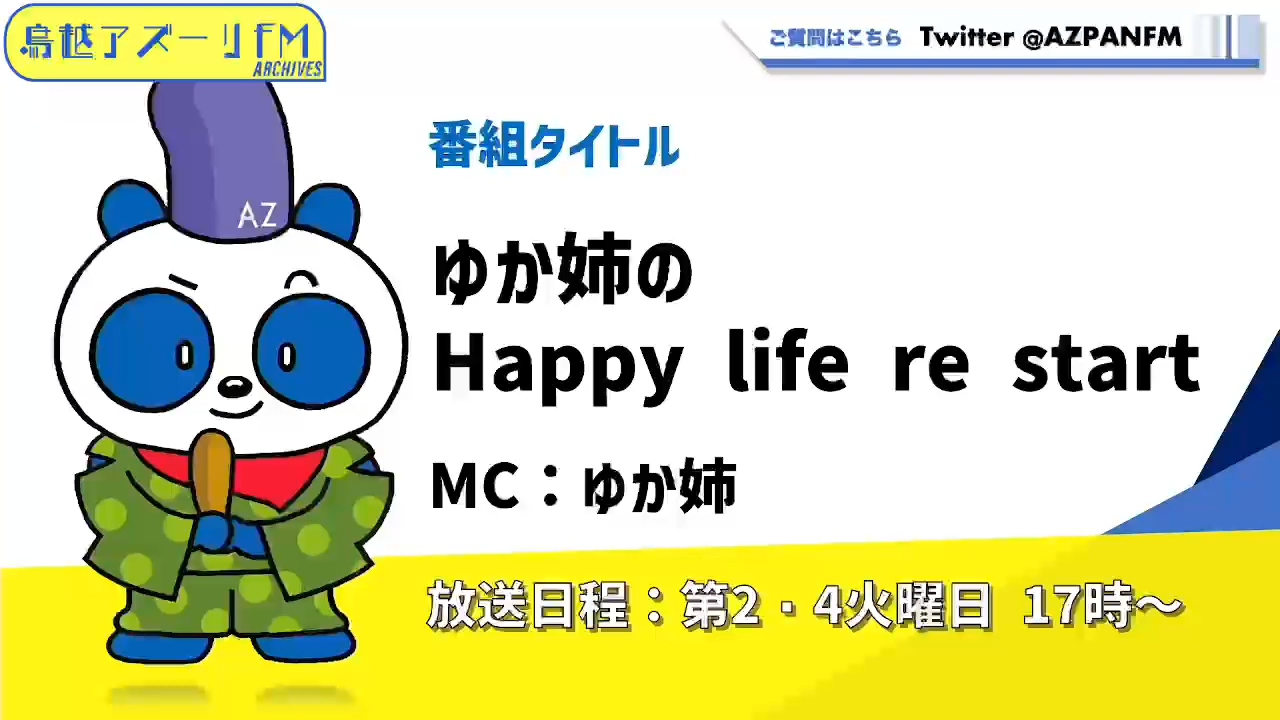 鳥越アズーリFM
ARCHIVES
ご質問はこちら Twitter @AZPANFM
AZ
番組タイトル
ゆか姉の
Happy life re start
MC：ゆか姉
放送日程：第2・4火曜日 17時〜